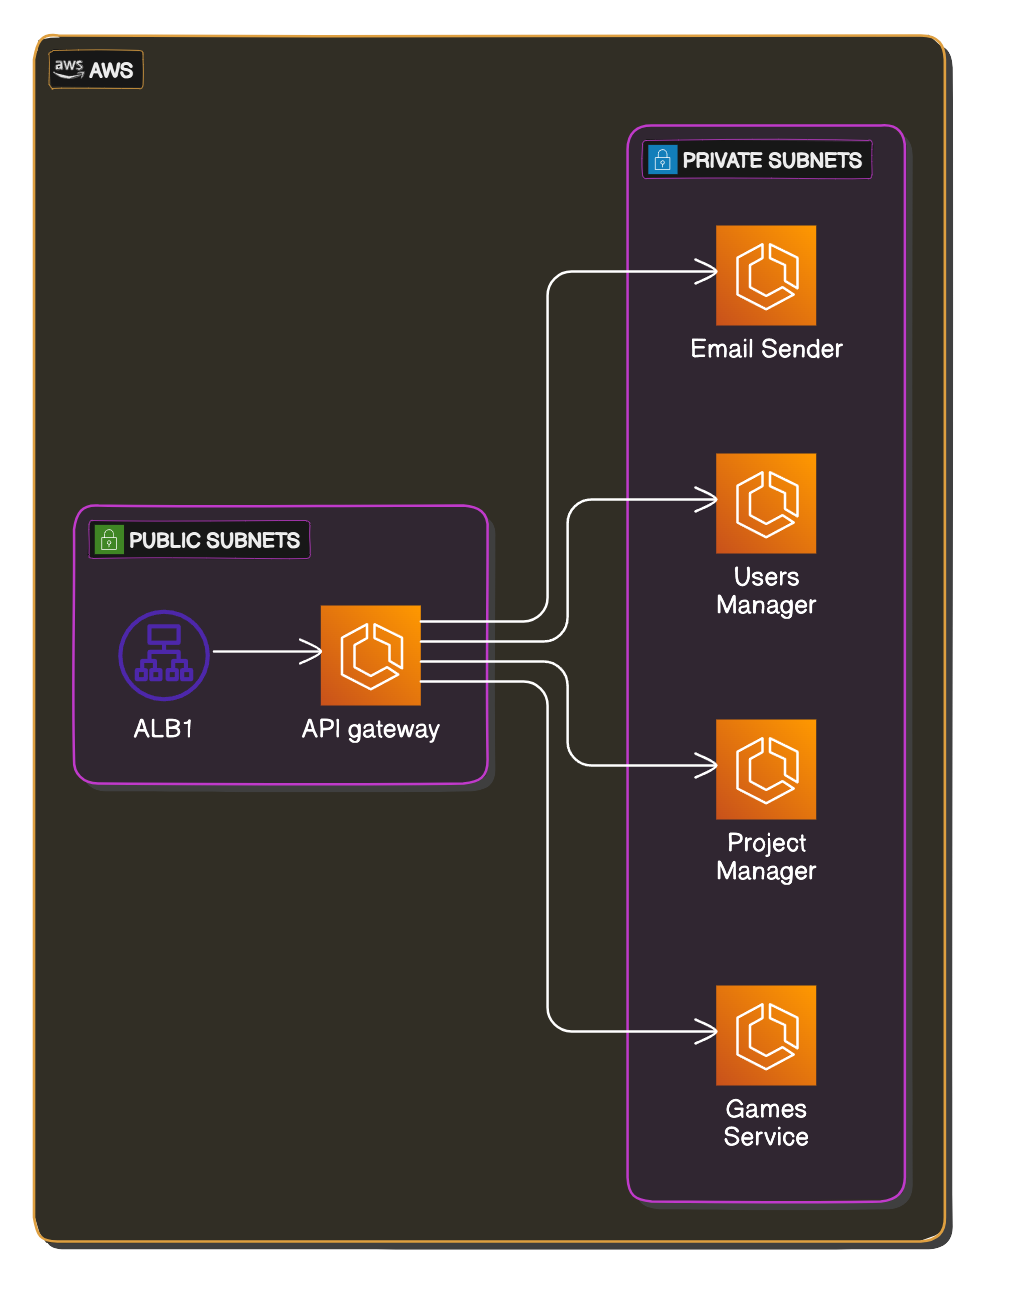 aws AWS
PRIVATE SUBNETS
Email Sender
Users
Manager
PUBLIC SUBNETS
ALB1
API gateway
Project
Manager
Games
Service